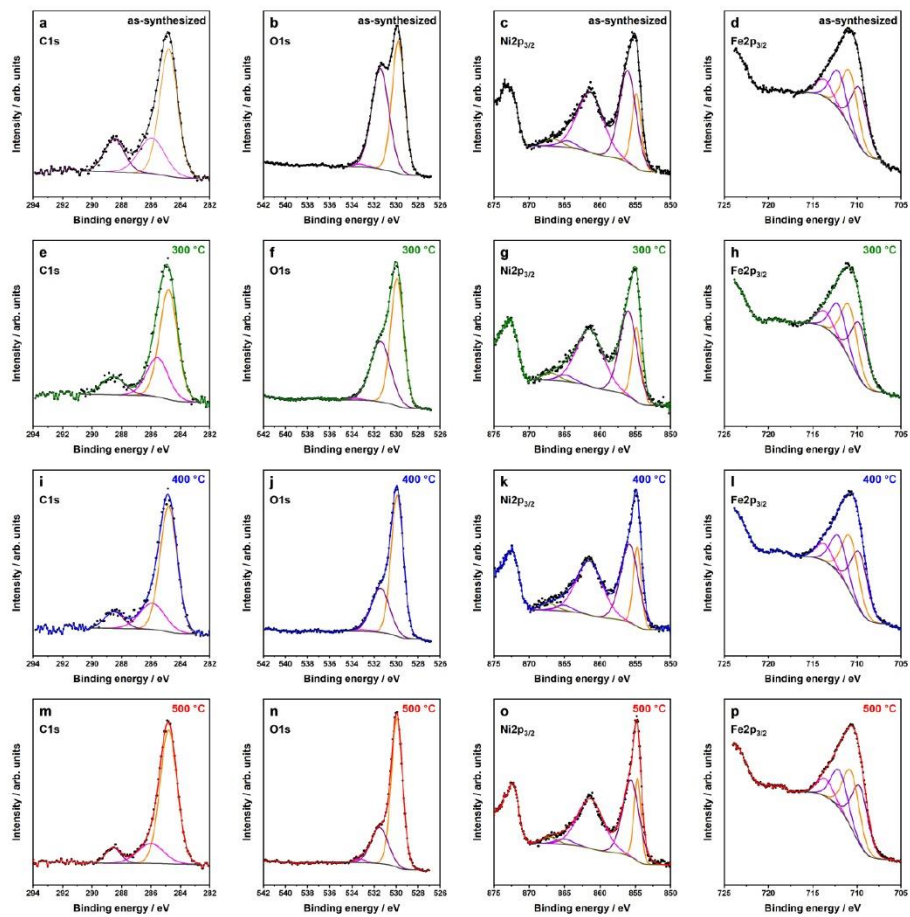 a as-synthesized
C1s
Intensity / arb. units
294 292 290 288 286 284 282
Binding energy / eV
b as-synthesized
O1s
Intensity / arb. units
542 540 538 536 534 532 530 528 526
Binding energy / eV
c as-synthesized
Ni2p3/2
Intensity / arb. units
875 870 865 860 855 850
Binding energy / eV
d as-synthesized
Fe2p3/2
Intensity / arb. units
725 720 715 710 705
Binding energy / eV
e 300 °C
C1s
Intensity / arb. units
294 292 290 288 286 284 282
Binding energy / eV
f 300 °C
O1s
Intensity / arb. units
542 540 538 536 534 532 530 528 526
Binding energy / eV
g 300 °C
Ni2p3/2
Intensity / arb. units
875 870 865 860 855 850
Binding energy / eV
h 300 °C
Fe2p3/2
Intensity / arb. units
725 720 715 710 705
Binding energy / eV
i 400 °C
C1s
Intensity / arb. units
294 292 290 288 286 284 282
Binding energy / eV
j 400 °C
O1s
Intensity / arb. units
542 540 538 536 534 532 530 528 526
Binding energy / eV
k 400 °C
Ni2p3/2
Intensity / arb. units
875 870 865 860 855 850
Binding energy / eV
l 400 °C
Fe2p3/2
Intensity / arb. units
725 720 715 710 705
Binding energy / eV
m 500 °C
C1s
Intensity / arb. units
294 292 290 288 286 284 282
Binding energy / eV
n 500 °C
O1s
Intensity / arb. units
542 540 538 536 534 532 530 528 526
Binding energy / eV
o 500 °C
Ni2p3/2
Intensity / arb. units
875 870 865 860 855 850
Binding energy / eV
p 500 °C
Fe2p3/2
Intensity / arb. units
725 720 715 710 705
Binding energy / eV